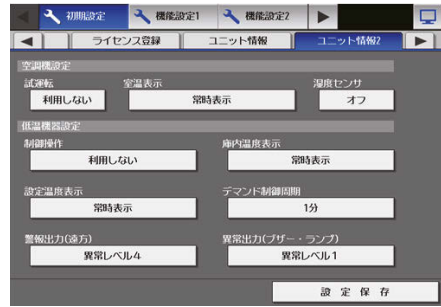 初期設定 機能設定1 機能設定2
ライセンス登録 ユニット情報 ユニット情報2
空調機設定
試運転 室温表示 湿度センサ
利用しない 常時表示 オフ
低温機器設定
制御操作 庫内温度表示
利用しない 常時表示
設定温度表示 デマンド制御周期
常時表示 1分
警報出力(遠方) 異常出力(ブザー・ランプ)
異常レベル4 異常レベル1
設定保存